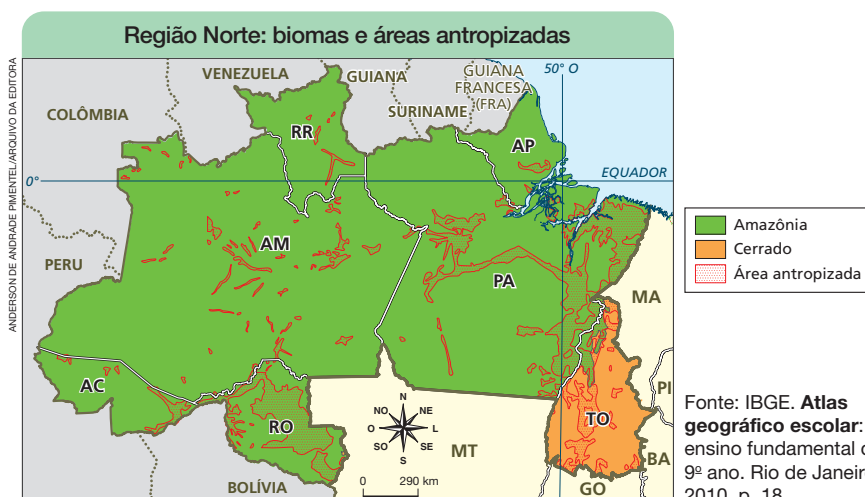 Região Norte: biomas e áreas antropizadas
ANDERSON DE ANDRADE PIMENTEL/ARQUIVO DA EDITORA
VENEZUELA
GUIANA
GUIANA
FRANCESA
(FRA)
50° O
COLÔMBIA
SURINAME
RR
AP
EQUADOR
0°
AM
PERU
PA
MA
Amazônia
Cerrado
Área antropizada
AC
RO
TO
PI
MT
BA
GO
BOLÍVIA
N
NO NE
O L
SO SE
S
0 290 km
Fonte: IBGE. Atlas
geográfico escolar:
ensino fundamental
9º ano. Rio de
2010. p. 18